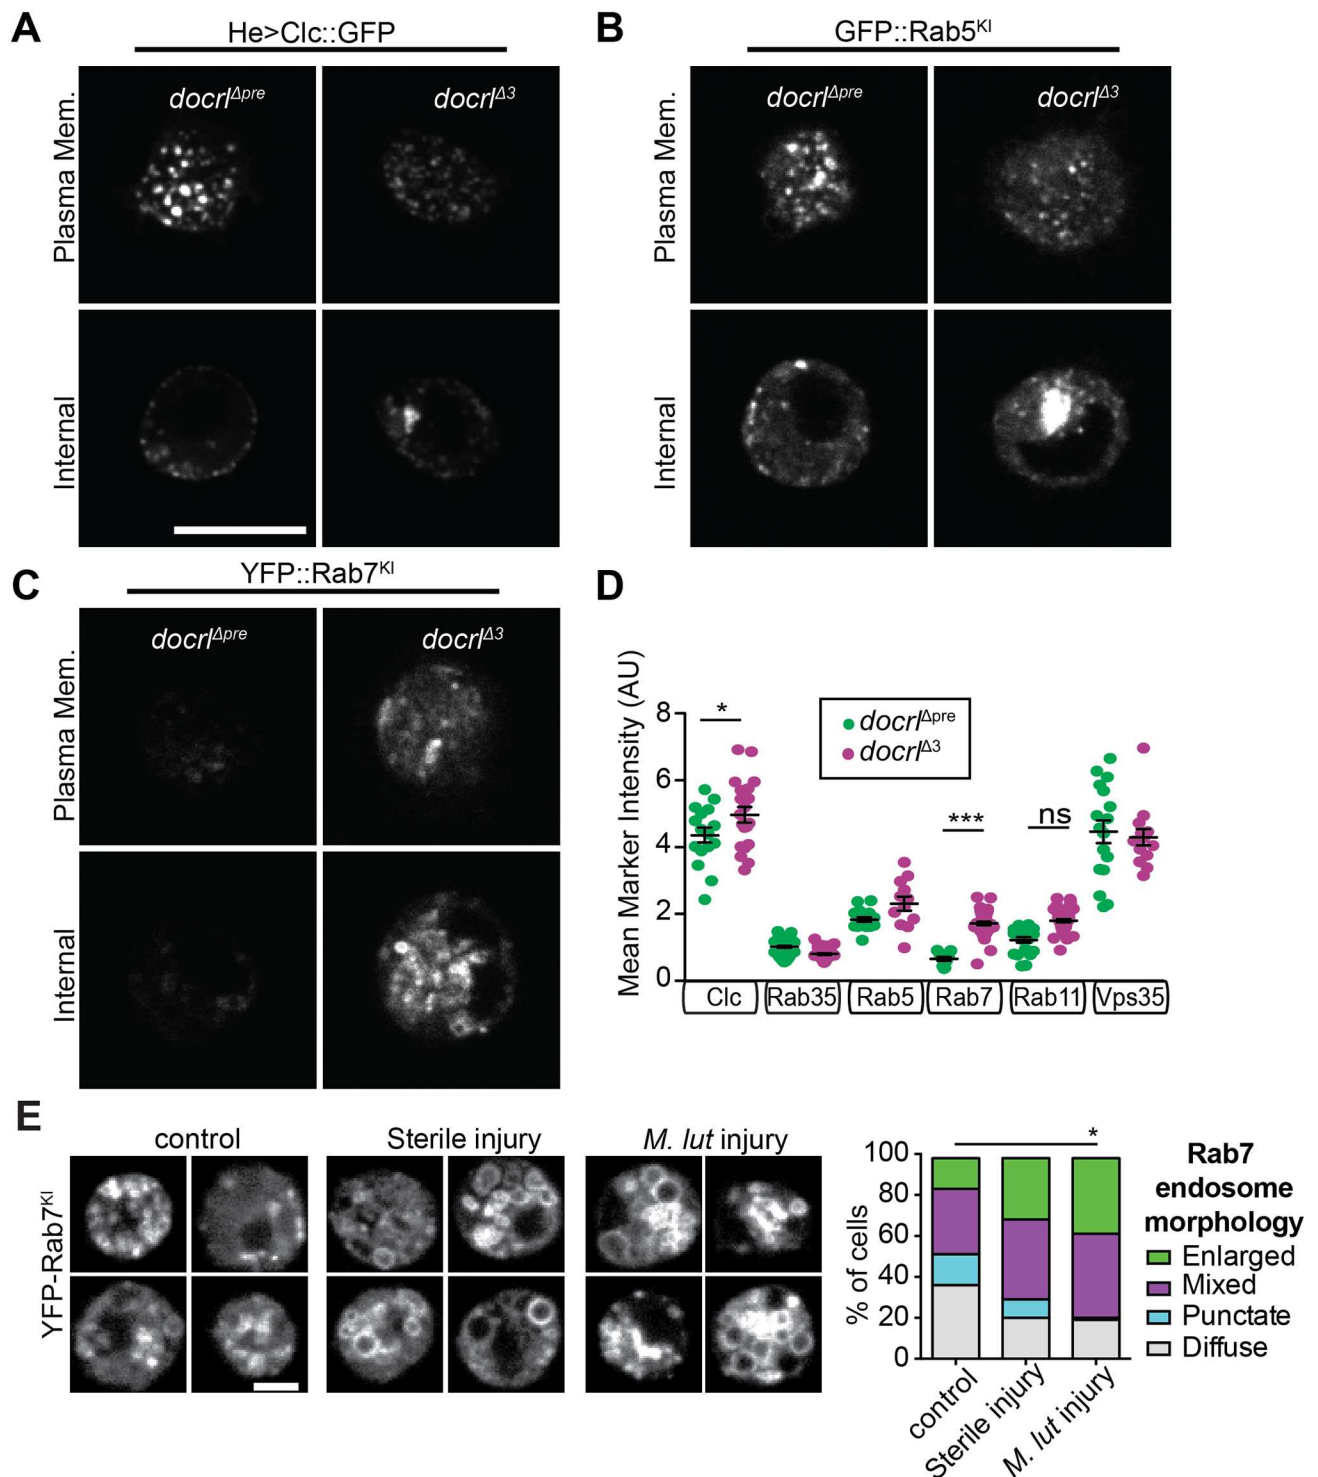 A
He>Clc::GFP
Plasma Mem.
docrlΔpre
docrlΔ3
Internal
B
GFP::Rab5KI
Plasma Mem.
docrlΔpre
docrlΔ3
Internal
C
YFP::Rab7KI
Plasma Mem.
docrlΔpre
docrlΔ3
Internal
D
Mean Marker Intensity (AU)
8
6
4
2
0
*
***
ns
docrlΔpre
docrlΔ3
Clc
Rab35
Rab5
Rab7
Rab11
Vps35
E
YFP-Rab7KI
control
Sterile injury
M. lut injury
% of cells
100
80
60
40
20
0
*
control
Sterile injury
M. lut injury
Rab7
endosome
morphology
Enlarged
Mixed
Punctate
Diffuse